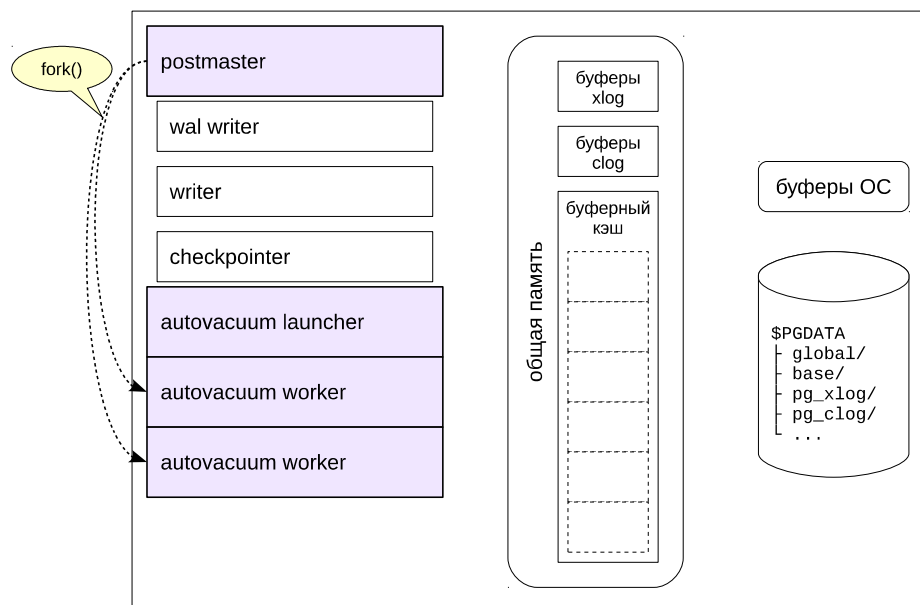 fork()
postmaster
wal writer
writer
checkpointer
autovacuum launcher
autovacuum worker
autovacuum worker
общая память
буферы
xlog
буферы
clog
буферный
кэш
буферы ОС
$PGDATA
├ global/
├ base/
├ pg_xlog/
├ pg_clog/
└ ...